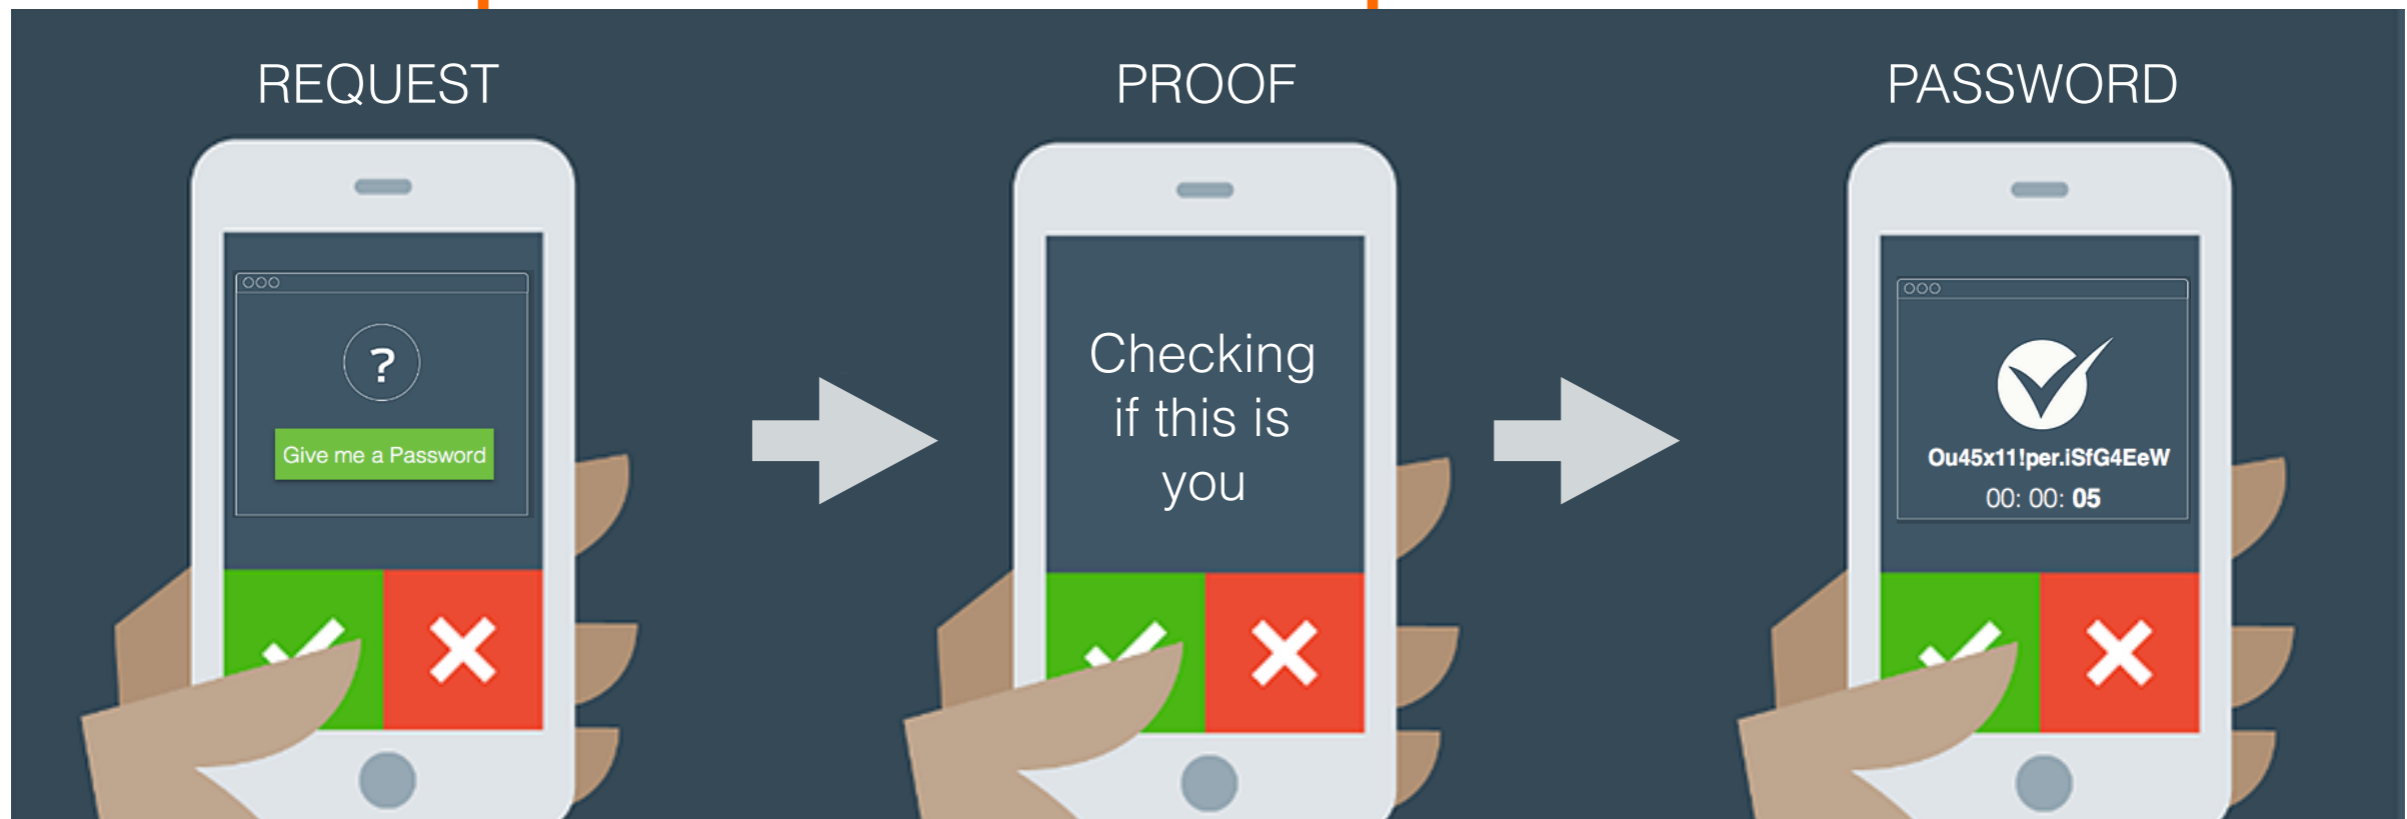 REQUEST
?
Give me a Password
PROOF
Checking
if this is
you
PASSWORD
Ou45x11!per.iSfG4EeW
00: 00: 05